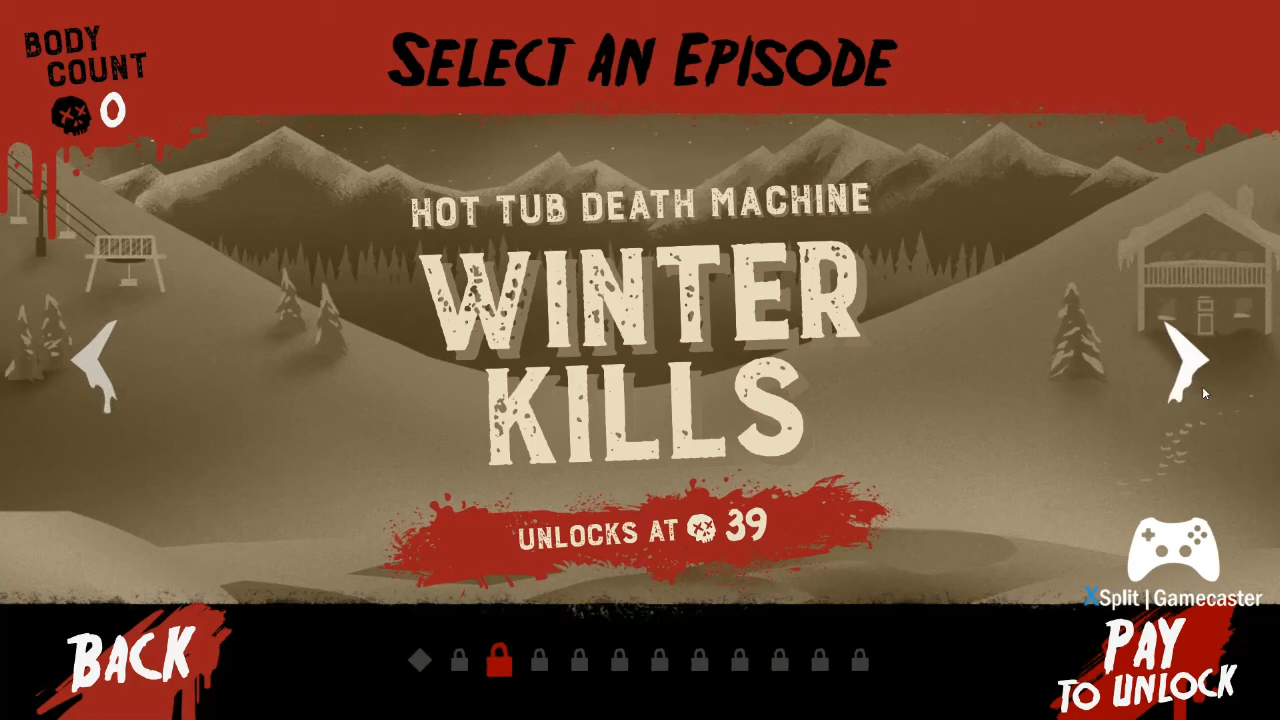 BODY
COUNT
0
SELECT AN EPISODE
HOT TUB DEATH MACHINE
WINTER
KILLS
UNLOCKS AT 39
XSplit | Gamecaster
BACK
PAY
TO UNLOCK